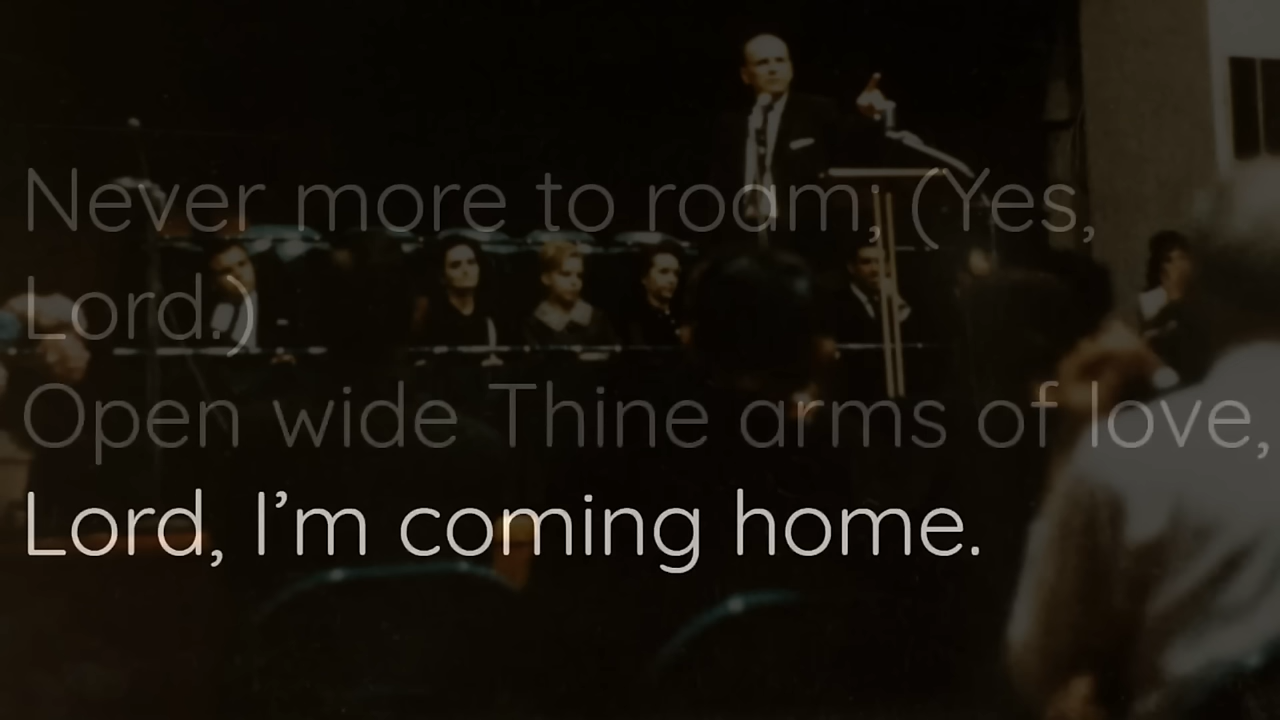 Never more to roam; (Yes,
Lord.)
Open wide Thine arms of love,
Lord, I’m coming home.